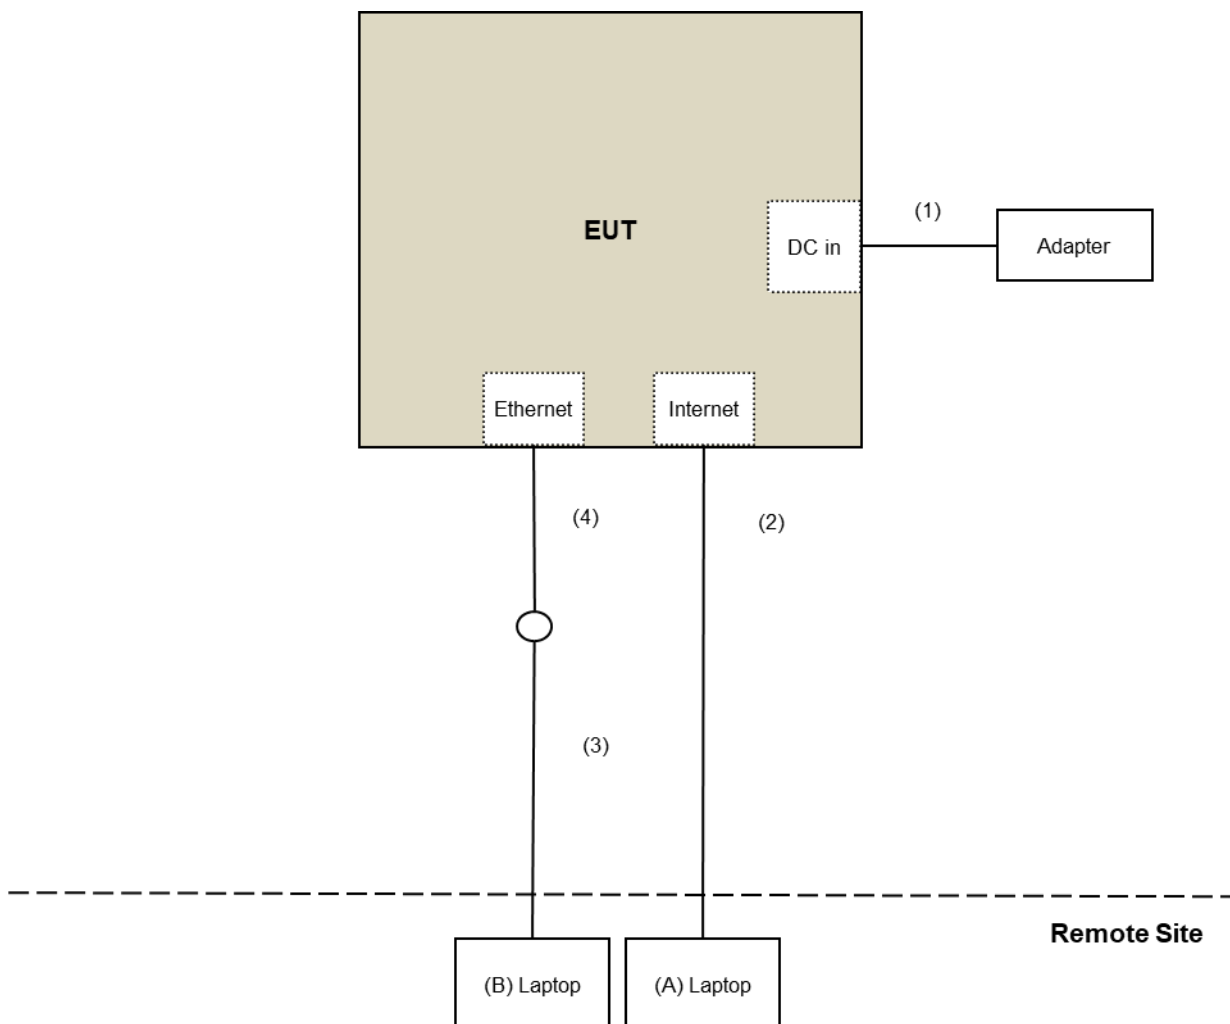 (1)
EUT
DC in
Adapter
Ethernet
Internet
(4)
(2)
(3)
Remote Site
(B) Laptop
(A) Laptop